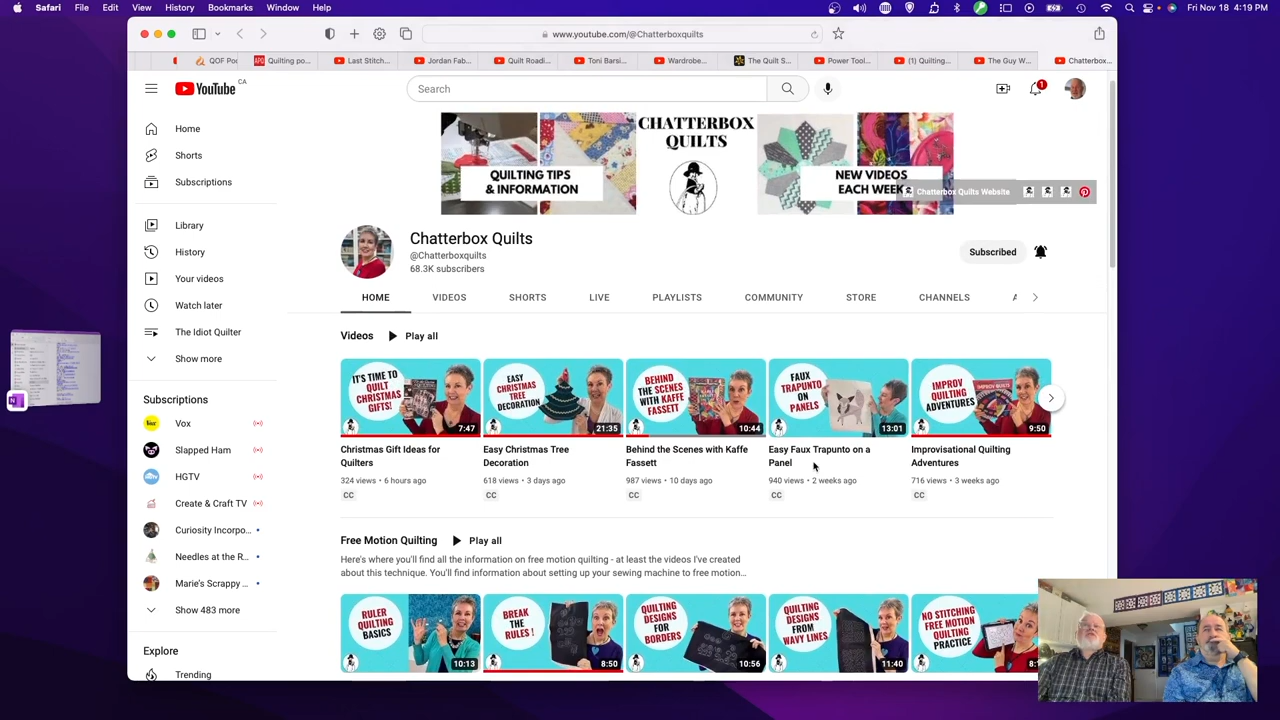 Safari File Edit View History Bookmarks Window Help
Fri Nov 18 4:19 PM
www.youtube.com/@Chatterboxquilts
QOF Poc
Quilting po...
Last Stitch...
Jordan Fab...
Quilt Roadi...
Toni Barsi...
Wardrobe...
The Quilt S...
Power Tool...
(1) Quilting...
The Guy W...
Chatterbox...
YouTube CA
Search
1
Home
Shorts
Subscriptions
Library
History
Your videos
Watch later
The Idiot Quilter
Show more
Subscriptions
Vox
Slapped Ham
HGTV
Create & Craft TV
Curiosity Incorpo...
Needles at the R...
Marie's Scrappy ...
Show 483 more
Explore
Trending
QUILTING TIPS
& INFORMATION
CHATTERBOX
QUILTS
NEW VIDEOS
EACH WEEK
Chatterbox Quilts Website
Chatterbox Quilts
@Chatterboxquilts
68.3K subscribers
Subscribed
HOME VIDEOS SHORTS LIVE PLAYLISTS COMMUNITY STORE CHANNELS
Videos Play all
IT'S TIME TO
QUILT
CHRISTMAS
GIFTS!
7:47
Christmas Gift Ideas for
Quilters
324 views • 6 hours ago
CC
EASY
CHRISTMAS
TREE
DECORATION
21:35
Easy Christmas Tree
Decoration
618 views • 3 days ago
CC
BEHIND
THE SCENES
WITH KAFFE
FASSETT
10:44
Behind the Scenes with Kaffe
Fassett
987 views • 10 days ago
CC
FAUX
TRAPUNTO
ON
PANELS
13:01
Easy Faux Trapunto on a
Panel
940 views • 2 weeks ago
CC
IMPROV
QUILTING
ADVENTURES
IMPROV QUILTS
9:50
Improvisational Quilting
Adventures
716 views • 3 weeks ago
CC
Free Motion Quilting Play all
Here's where you'll find all the information on free motion quilting - at least the videos I've created
about this technique. You'll find information about setting up your sewing machine to free motion...
RULER
QUILTING
BASICS
10:13
BREAK
THE
RULES !
8:50
QUILTING
DESIGNS
FOR
BORDERS
10:56
QUILTING
DESIGNS
FROM
WAVY LINES
11:40
NO STITCHING
FREE MOTION
QUILTING
PRACTICE